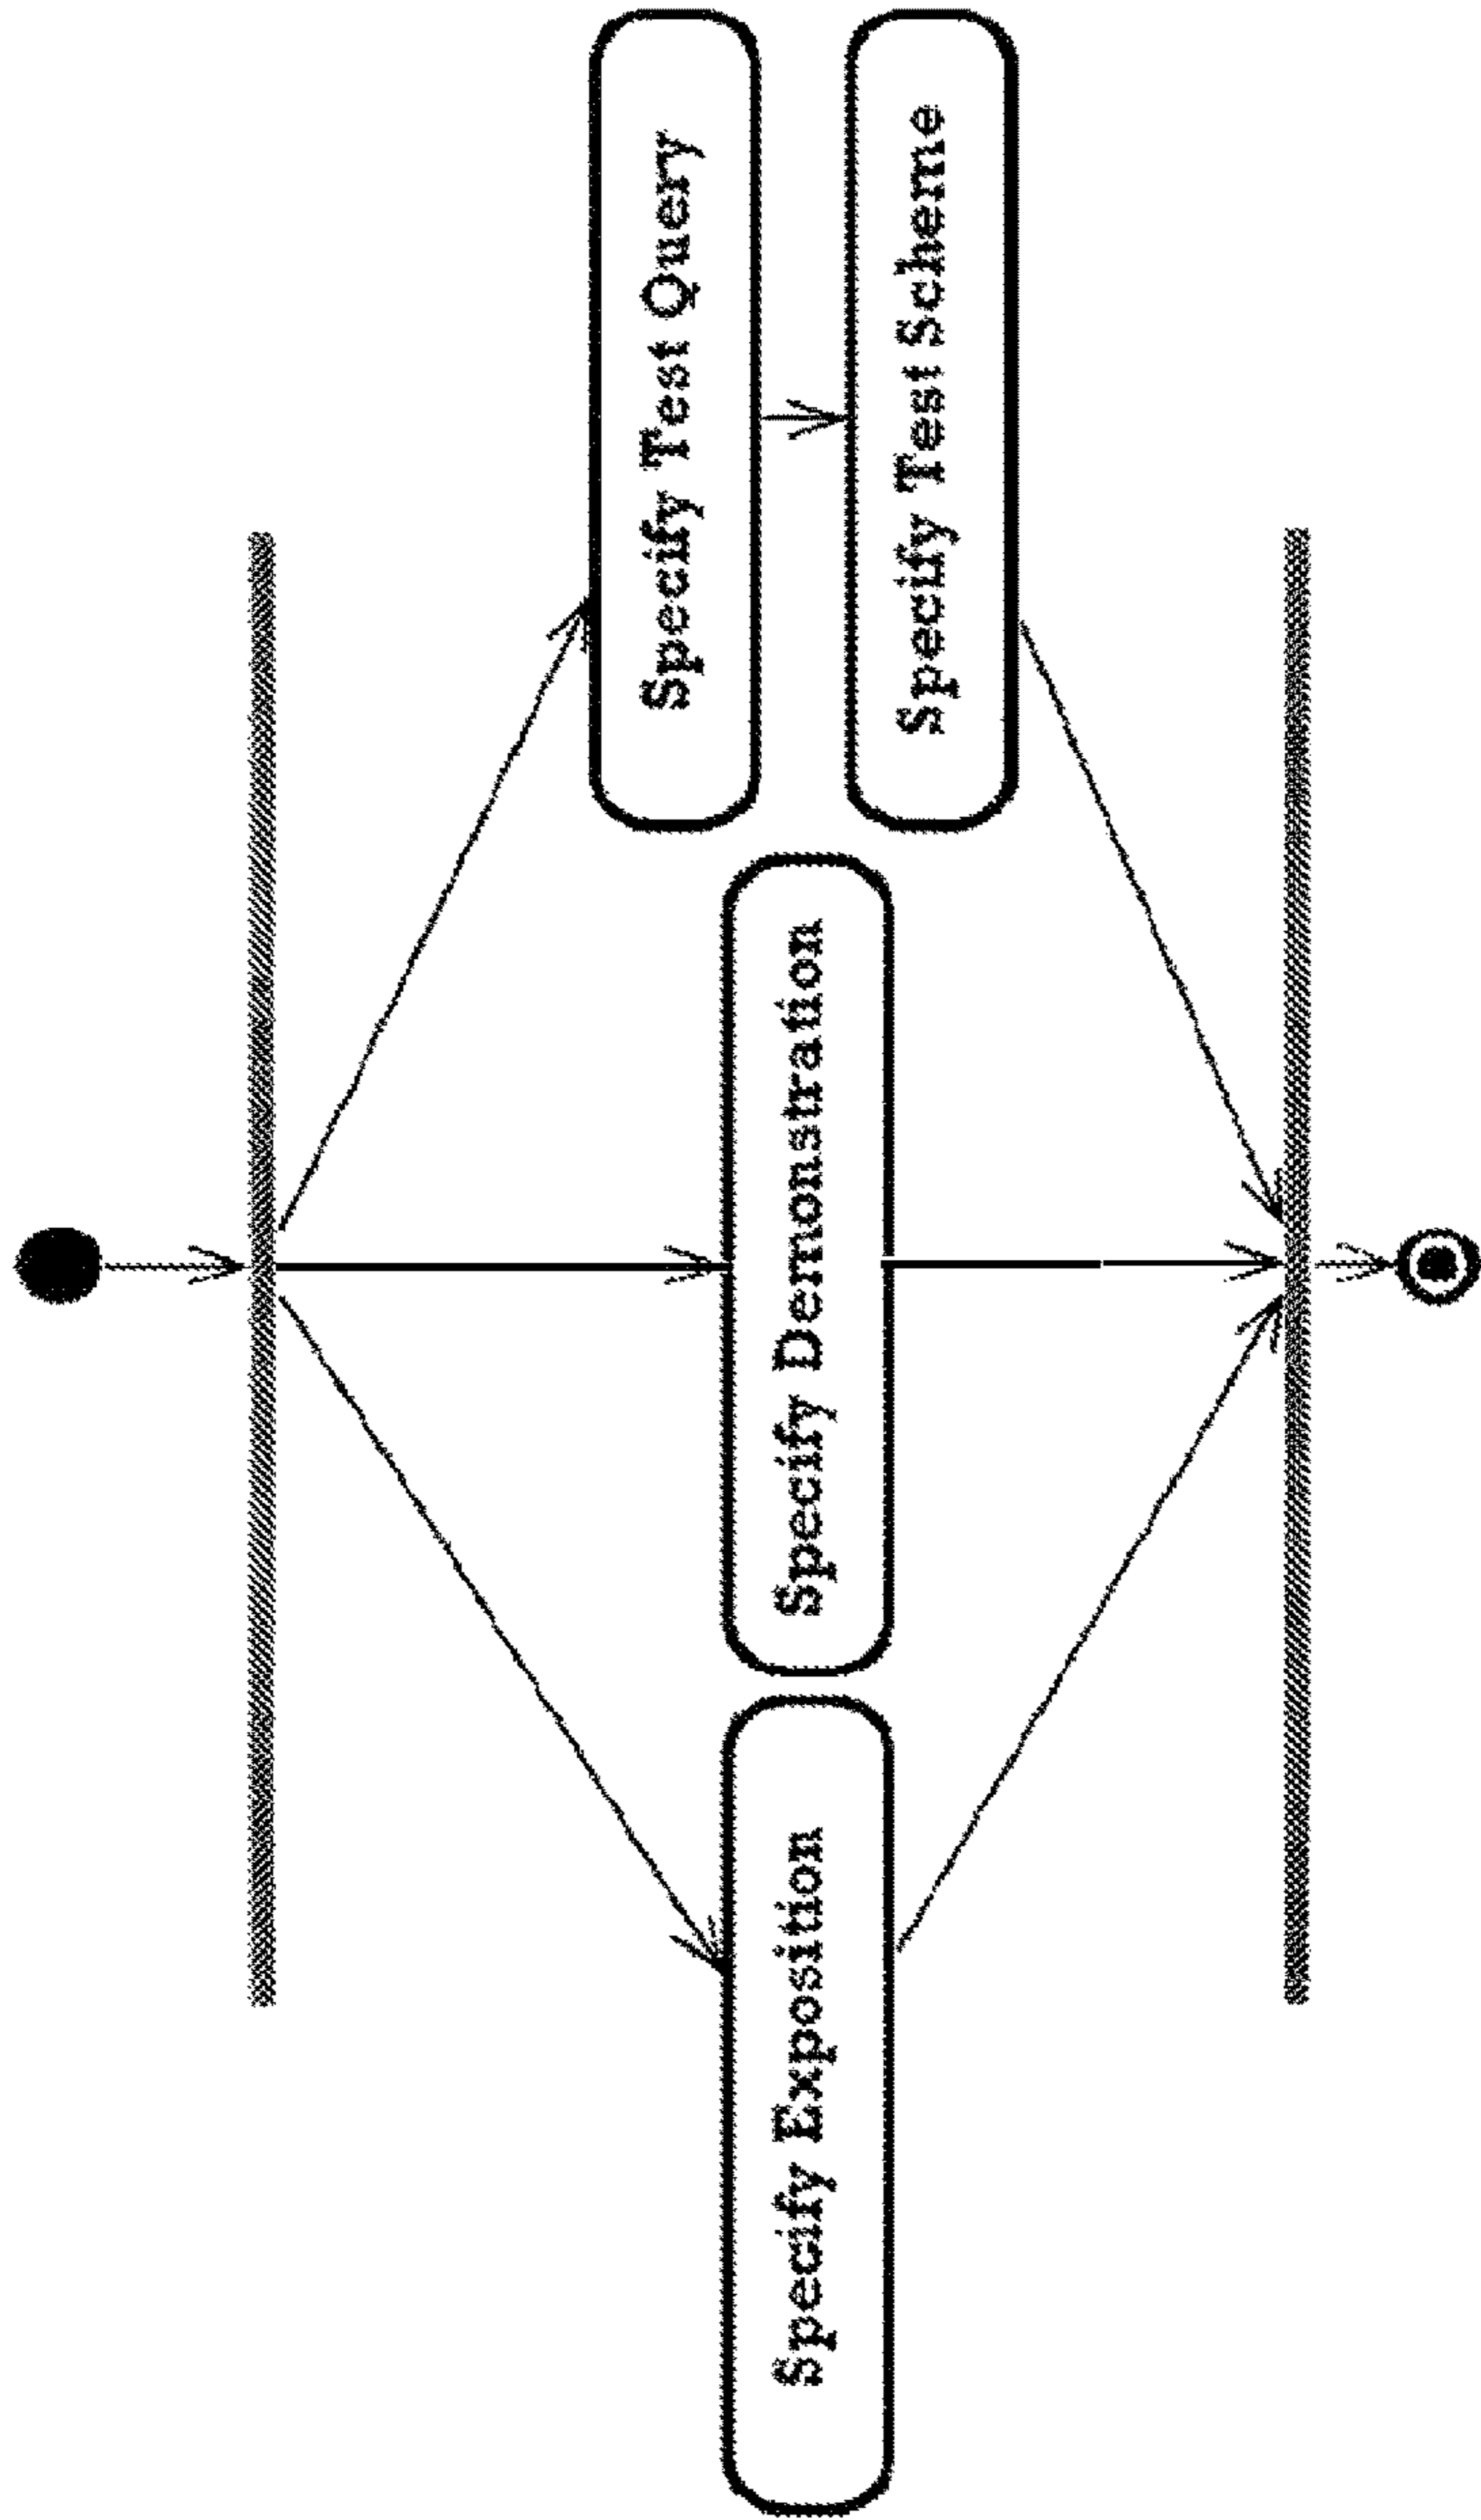 Specify Exposition
Specify Demonstration
Specify Test Query
Specify Test Scheme